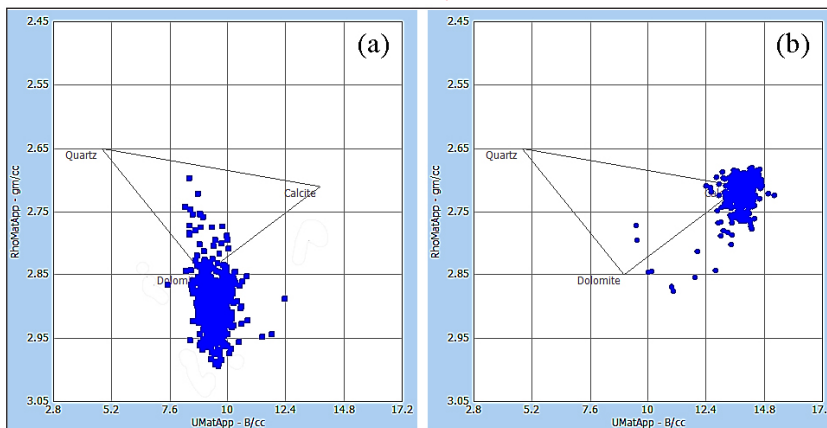 2.45
2.55
2.65
2.75
2.85
2.95
3.05
RhoMatApp - gm/cc
(a)
Quartz
Calcite
Dolom
2.8 5.2 7.6 10 12.4 14.8 17.2
UMatApp - B/cc
2.45
2.55
2.65
2.75
2.85
2.95
3.05
RhoMatApp - gm/cc
(b)
Quartz
Dolomite
2.8 5.2 7.6 10 12.4 14.8 17.2
UMatApp - B/cc